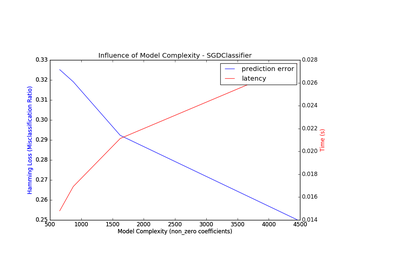 Influence of Model Complexity - SGDClassifier
0.33
0.32
0.31
0.30
0.29
0.28
0.27
0.26
0.25
Hamming Loss (Misclassification Ratio)
prediction error
latency
0.028
0.026
0.024
0.022
0.020
0.018
0.016
0.014
Time (s)
500 1000 1500 2000 2500 3000 3500 4000 4500
Model Complexity (non_zero coefficients)